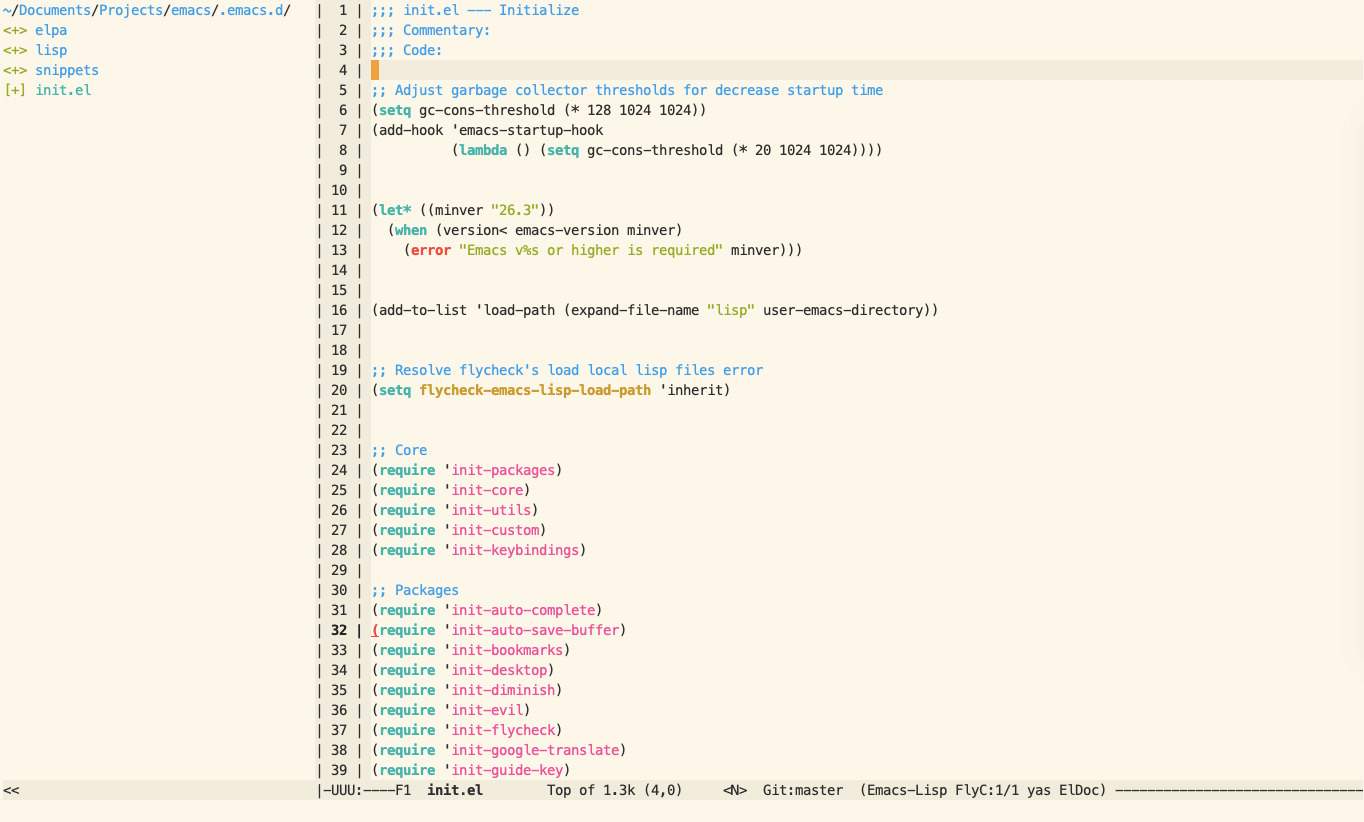 ~/Documents/Projects/emacs/.emacs.d/
<+> elpa
<+> lisp
<+> snippets
[+] init.el
<<
| 1 | ;;; init.el --- Initialize
| 2 | ;;; Commentary:
| 3 | ;;; Code:
| 4 |
| 5 | ;; Adjust garbage collector thresholds for decrease startup time
| 6 | (setq gc-cons-threshold (* 128 1024 1024))
| 7 | (add-hook 'emacs-startup-hook
| 8 |           (lambda () (setq gc-cons-threshold (* 20 1024 1024))))
| 9 |
| 10 |
| 11 | (let* ((minver "26.3"))
| 12 |   (when (version< emacs-version minver)
| 13 |     (error "Emacs v%s or higher is required" minver)))
| 14 |
| 15 |
| 16 | (add-to-list 'load-path (expand-file-name "lisp" user-emacs-directory))
| 17 |
| 18 |
| 19 | ;; Resolve flycheck's load local lisp files error
| 20 | (setq flycheck-emacs-lisp-load-path 'inherit)
| 21 |
| 22 |
| 23 | ;; Core
| 24 | (require 'init-packages)
| 25 | (require 'init-core)
| 26 | (require 'init-utils)
| 27 | (require 'init-custom)
| 28 | (require 'init-keybindings)
| 29 |
| 30 | ;; Packages
| 31 | (require 'init-auto-complete)
| 32 | (require 'init-auto-save-buffer)
| 33 | (require 'init-bookmarks)
| 34 | (require 'init-desktop)
| 35 | (require 'init-diminish)
| 36 | (require 'init-evil)
| 37 | (require 'init-flycheck)
| 38 | (require 'init-google-translate)
| 39 | (require 'init-guide-key)
|-UUU:----F1  init.el        Top of 1.3k (4,0)     <N>  Git:master  (Emacs-Lisp FlyC:1/1 yas ElDoc) -------------------------------